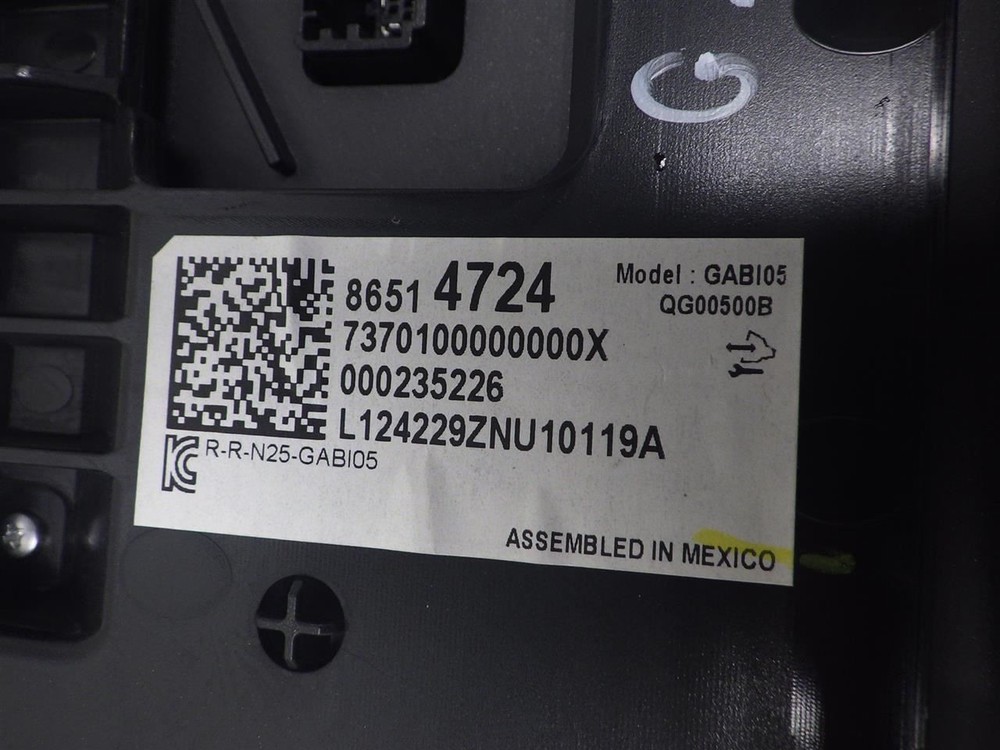 8651 4724
7370100000000X
000235226
L124229ZNU10119A
Model : GABI05
QG00500B
R-R-N25-GABI05
ASSEMBLED IN MEXICO